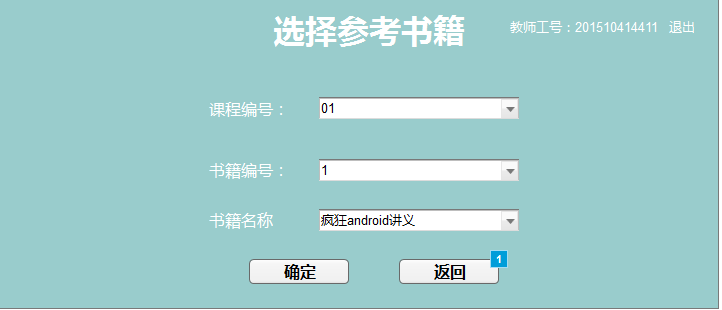 选择参考书籍
教师工号：201510414411 退出
课程编号：
01
书籍编号：
1
书籍名称
疯狂android讲义
确定
返回
1